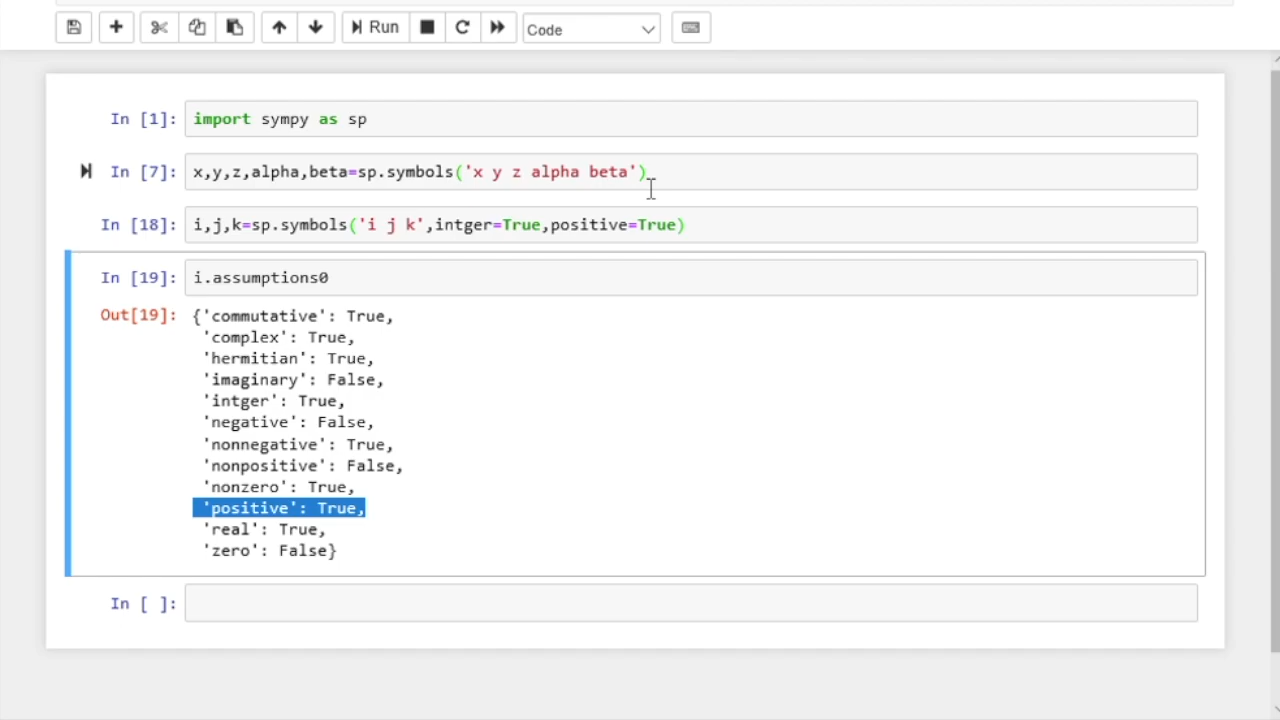 Run
Code
In [1]: import sympy as sp
In [7]: x,y,z,alpha,beta=sp.symbols('x y z alpha beta')
In [18]: i,j,k=sp.symbols('i j k',intger=True,positive=True)
In [19]: i.assumptions0
Out[19]: {'commutative': True,
'complex': True,
'hermitian': True,
'imaginary': False,
'intger': True,
'negative': False,
'nonnegative': True,
'nonpositive': False,
'nonzero': True,
'positive': True,
'real': True,
'zero': False}
In [ ]: